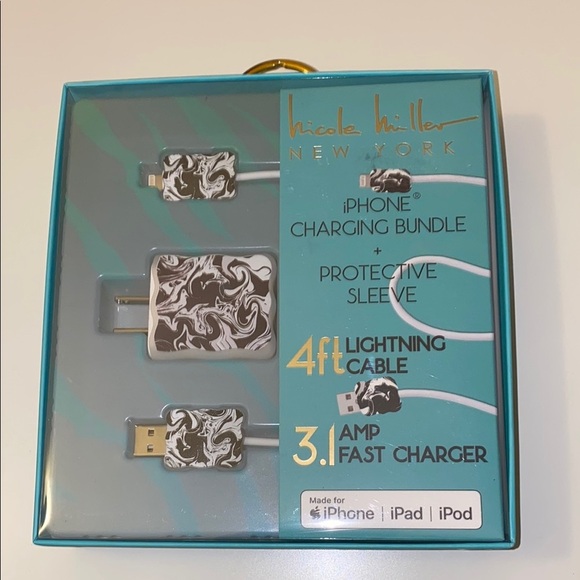 Nicole Miller
NEW YORK
iPHONE®
CHARGING BUNDLE
+
PROTECTIVE
SLEEVE
4ft LIGHTNING
CABLE
3.1 AMP
FAST CHARGER
Made for
iPhone | iPad | iPod